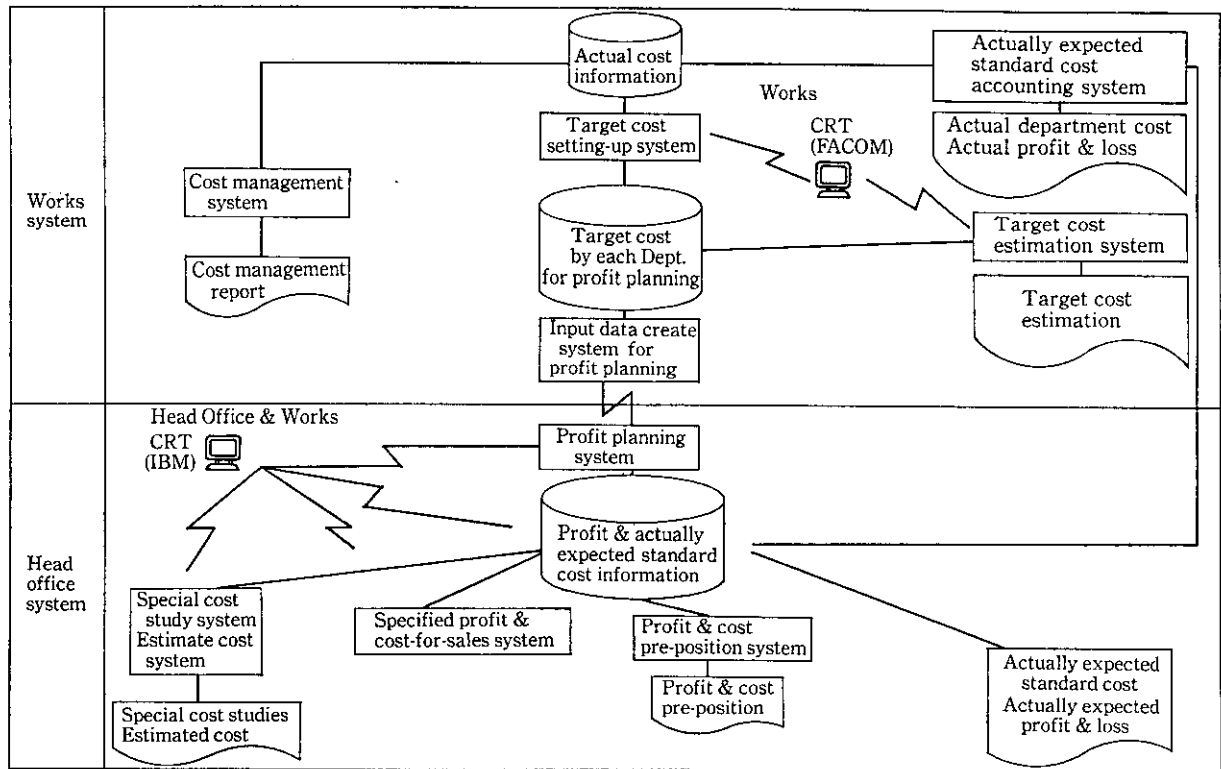 Works
system
Actual cost
information
Actually expected
standard cost
accounting system
Works
Target cost
setting-up system
CRT
(FACOM)
Actual department cost
Actual profit & loss
Cost management
system
Target cost
by each Dept.
for profit planning
Target cost
estimation system
Cost management
report
Target cost
estimation
Input data create
system for
profit planning
Head
office
system
Head Office & Works
CRT
(IBM)
Profit planning
system
Profit & actually
expected standard
cost information
Special cost
study system
Estimate cost
system
Specified profit &
cost-for-sales system
Profit & cost
pre-position system
Actually expected
standard cost
Actually expected
profit & loss
Special cost studies
Estimated cost
Profit & cost
pre-position